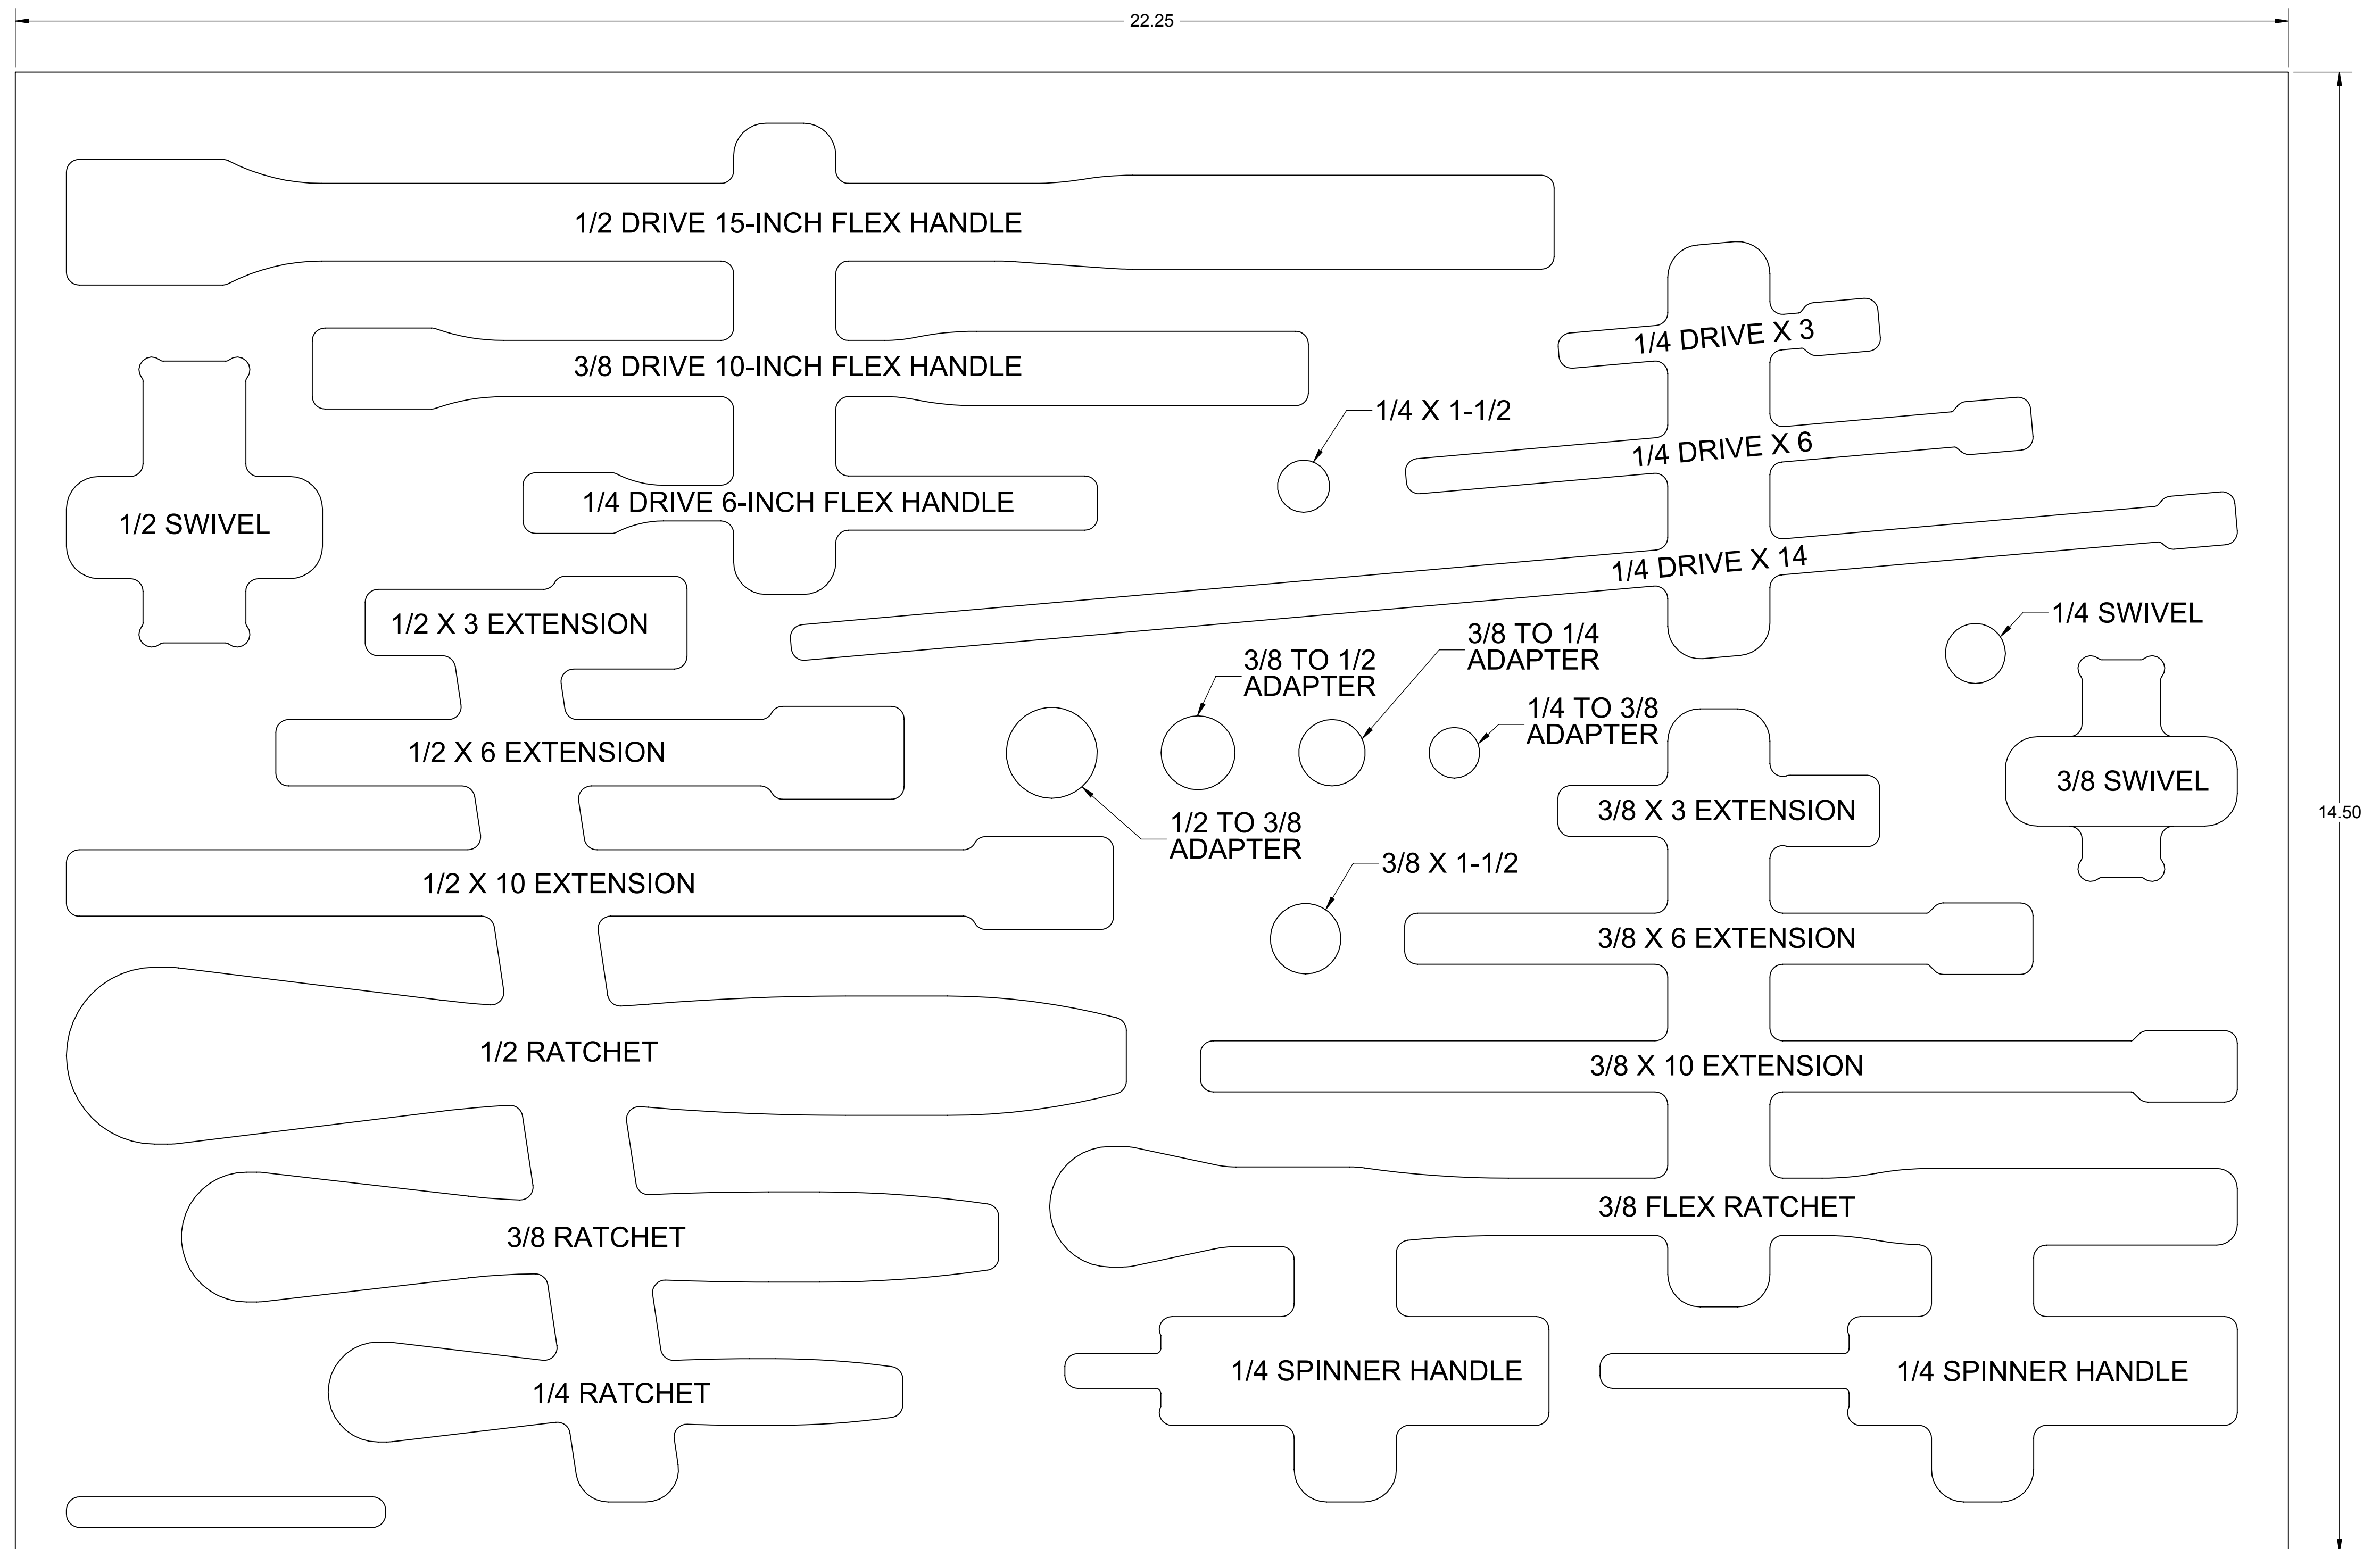 22.25
1/2 DRIVE 15-INCH FLEX HANDLE
1/4 DRIVE X 3
3/8 DRIVE 10-INCH FLEX HANDLE
1/4 X 1-1/2
1/4 DRIVE X 6
1/4 DRIVE 6-INCH FLEX HANDLE
1/2 SWIVEL
1/4 DRIVE X 14
1/2 X 3 EXTENSION
1/4 SWIVEL
3/8 TO 1/4
ADAPTER
3/8 TO 1/2
ADAPTER
1/4 TO 3/8
ADAPTER
1/2 X 6 EXTENSION
3/8 SWIVEL
3/8 X 3 EXTENSION
14.50
1/2 TO 3/8
ADAPTER
3/8 X 1-1/2
1/2 X 10 EXTENSION
3/8 X 6 EXTENSION
1/2 RATCHET
3/8 X 10 EXTENSION
3/8 FLEX RATCHET
3/8 RATCHET
1/4 SPINNER HANDLE
1/4 SPINNER HANDLE
1/4 RATCHET